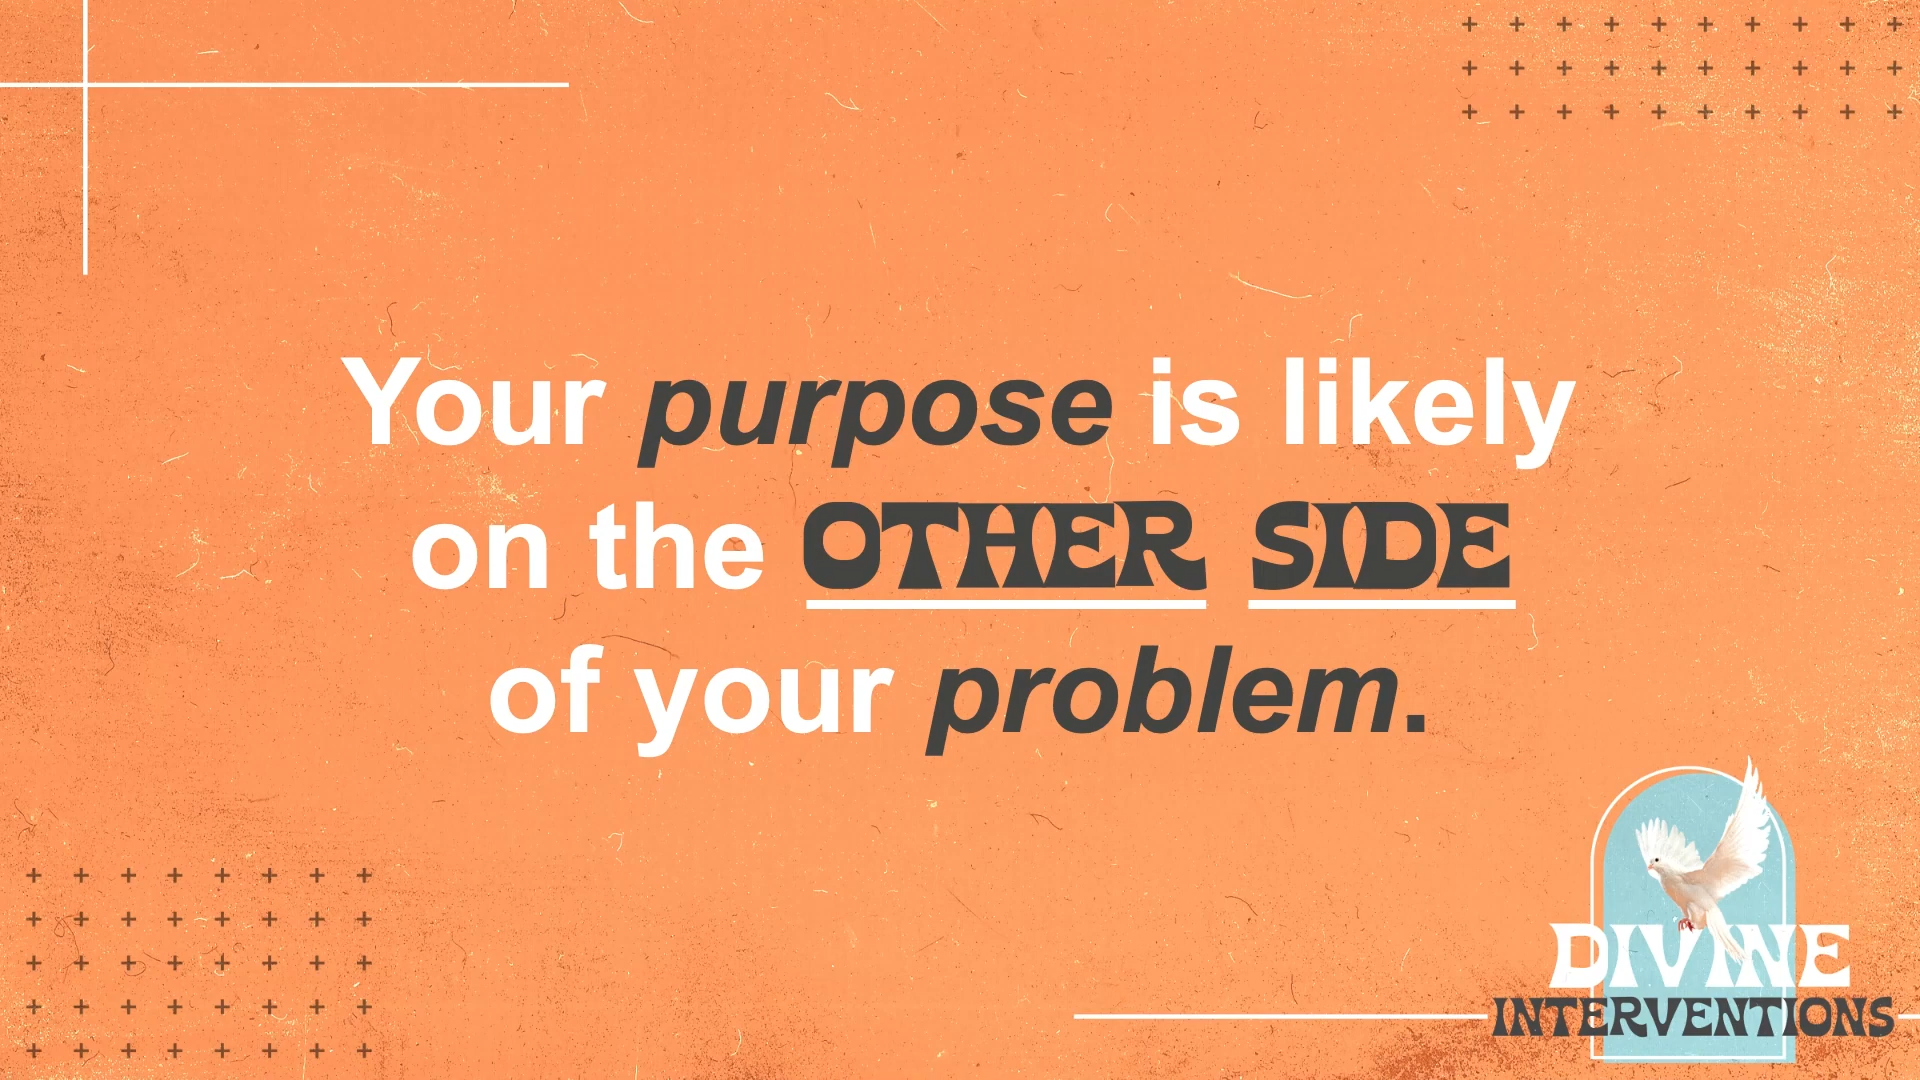 Your purpose is likely
on the OTHER SIDE
of your problem.
DIVINE
INTERVENTIONS